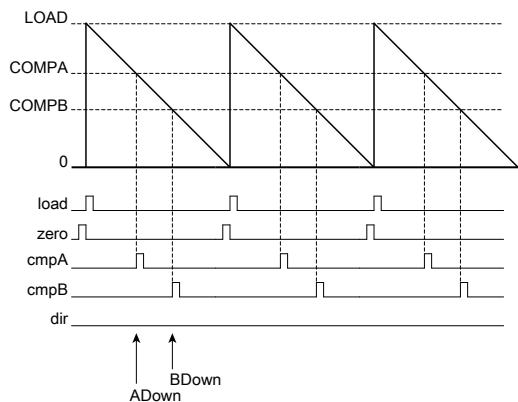 LOAD
COMPA
COMPB
0
load
zero
cmpA
cmpB
dir
BDown
ADown